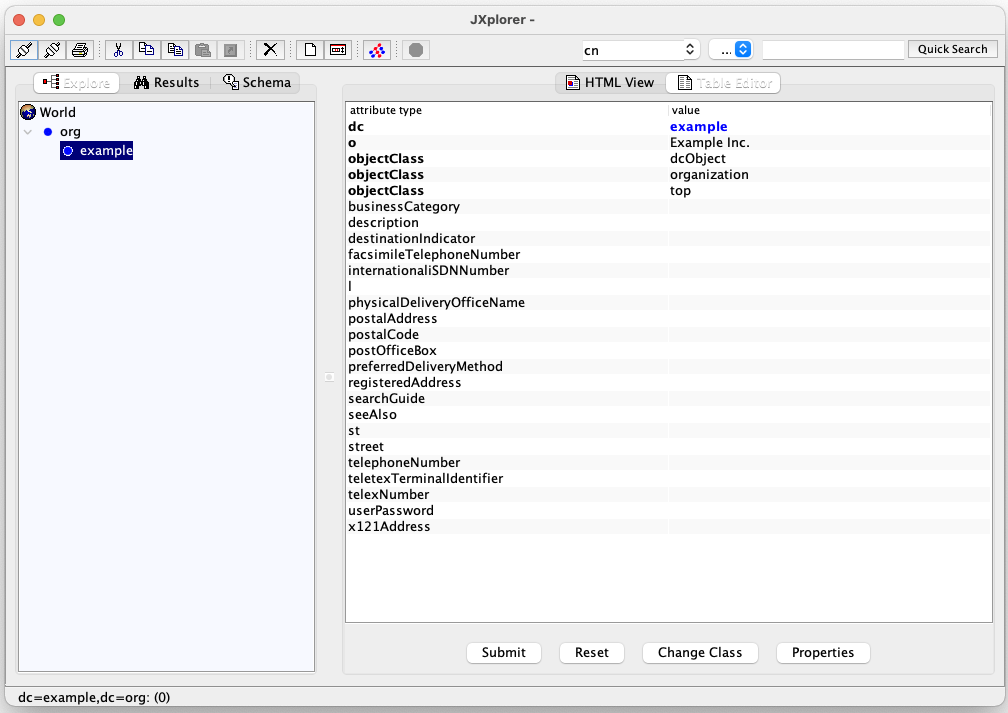 JXplorer -
cn ... Quick Search
Explore Results Schema HTML View Table Editor
World
org
example
attribute type value
dc example
o Example Inc.
objectClass dcObject
objectClass organization
objectClass top
businessCategory
description
destinationIndicator
facsimileTelephoneNumber
internationaliSDNNumber
l
physicalDeliveryOfficeName
postalAddress
postalCode
postOfficeBox
preferredDeliveryMethod
registeredAddress
searchGuide
seeAlso
st
street
telephoneNumber
teletexTerminalIdentifier
telexNumber
userPassword
x121Address
Submit Reset Change Class Properties
dc=example,dc=org: (0)